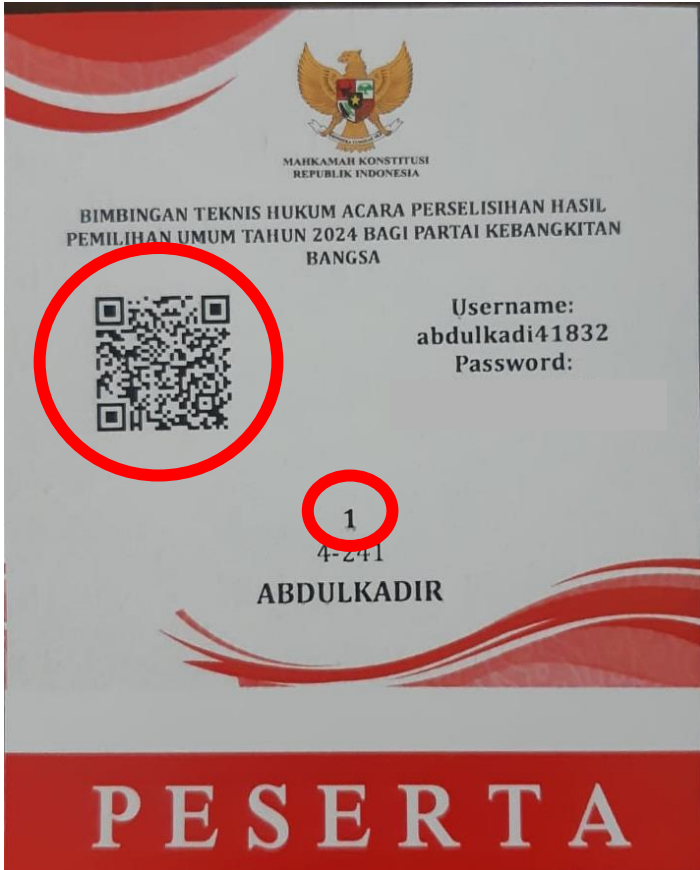 MAHKAMAH KONSTITUSI
REPUBLIK INDONESIA
BIMBINGAN TEKNIS HUKUM ACARA PERSELISIHAN HASIL
PEMILIHAN UMUM TAHUN 2024 BAGI PARTAI KEBANGKITAN
BANGSA
Username:
abdulkadi41832
Password:
1
4-241
ABDULKADIR
PESERTA